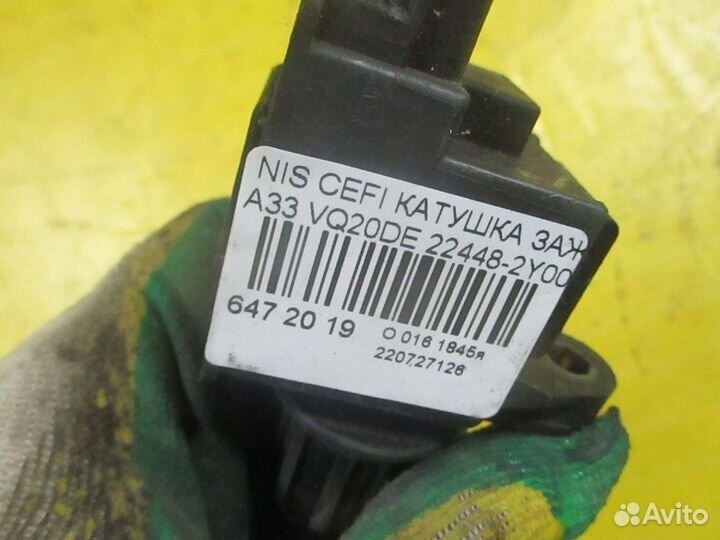 NIS CEFI КАТУШКА ЗАЖ
A33 VQ20DE 22448-2Y00
647 20 19
O 016 1845я
220727126
Avito